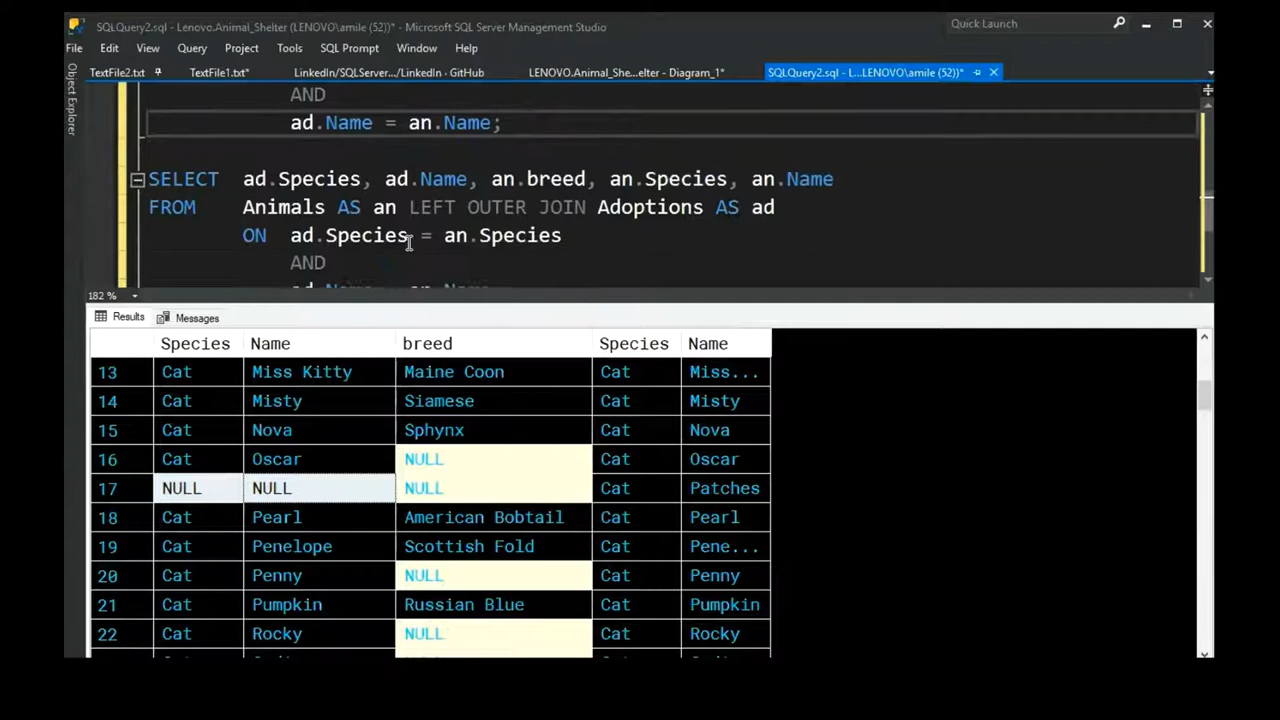 SQLQuery2.sql - Lenovo.Animal_Shelter (LENOVO\amile (52))* - Microsoft SQL Server Management Studio
Quick Launch
File Edit View Query Project Tools SQL Prompt Window Help
TextFile2.txt TextFile1.txt* LinkedIn/SQLServer.../LinkedIn - GitHub LENOVO.Animal_She...elter - Diagram_1* SQLQuery2.sql - L...LENOVO\amile (52))*
Object Explorer
AND
ad.Name = an.Name;
SELECT ad.Species, ad.Name, an.breed, an.Species, an.Name
FROM Animals AS an LEFT OUTER JOIN Adoptions AS ad
ON ad.Species = an.Species
AND
ad.Name = an.Name
182 %
Results Messages
Species Name breed Species Name
13 Cat Miss Kitty Maine Coon Cat Miss...
14 Cat Misty Siamese Cat Misty
15 Cat Nova Sphynx Cat Nova
16 Cat Oscar NULL Cat Oscar
17 NULL NULL NULL Cat Patches
18 Cat Pearl American Bobtail Cat Pearl
19 Cat Penelope Scottish Fold Cat Pene...
20 Cat Penny NULL Cat Penny
21 Cat Pumpkin Russian Blue Cat Pumpkin
22 Cat Rocky NULL Cat Rocky